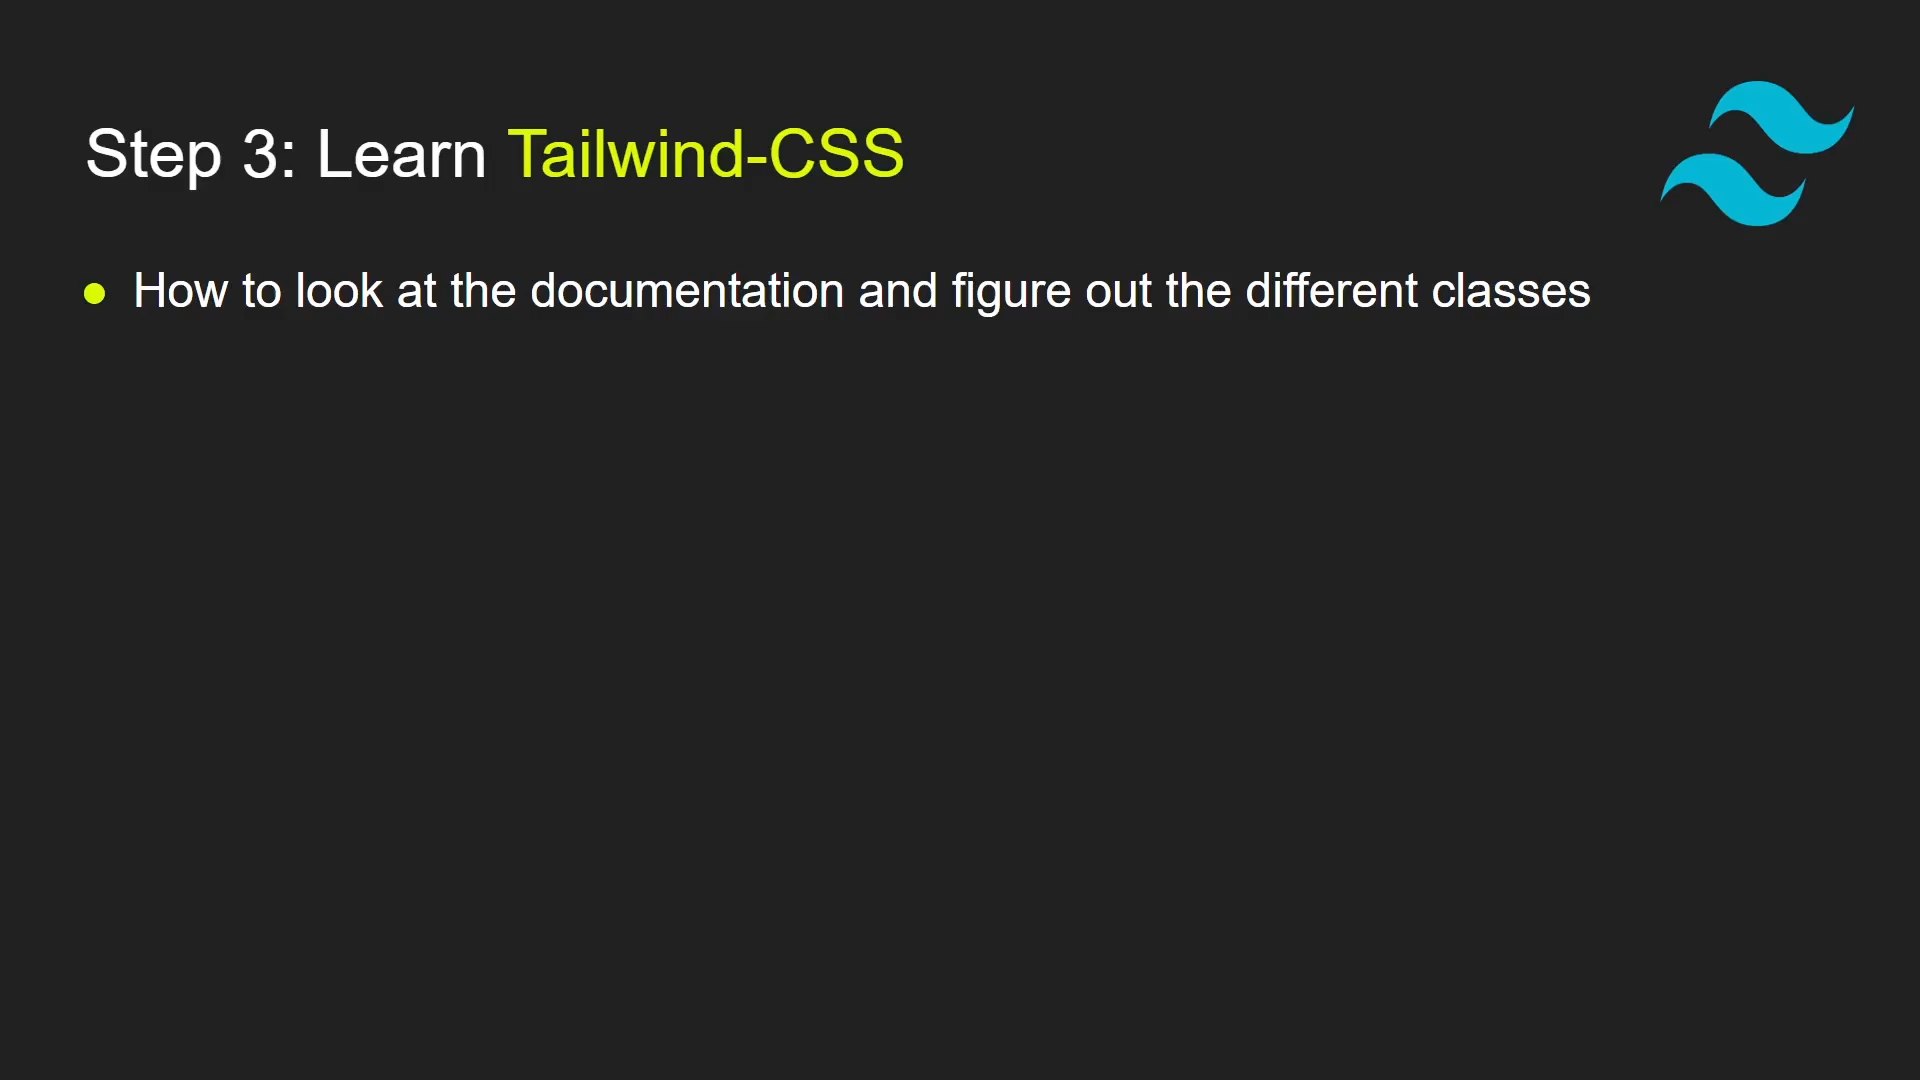 Step 3: Learn Tailwind-CSS
How to look at the documentation and figure out the different classes